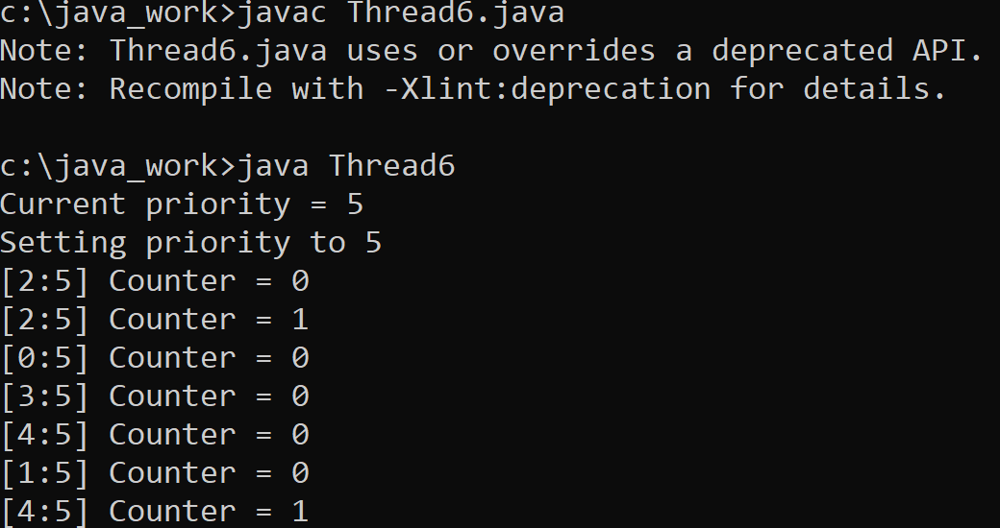 c:\java_work>javac Thread6.java
Note: Thread6.java uses or overrides a deprecated API.
Note: Recompile with -Xlint:deprecation for details.
c:\java_work>java Thread6
Current priority = 5
Setting priority to 5
[2:5] Counter = 0
[2:5] Counter = 1
[0:5] Counter = 0
[3:5] Counter = 0
[4:5] Counter = 0
[1:5] Counter = 0
[4:5] Counter = 1